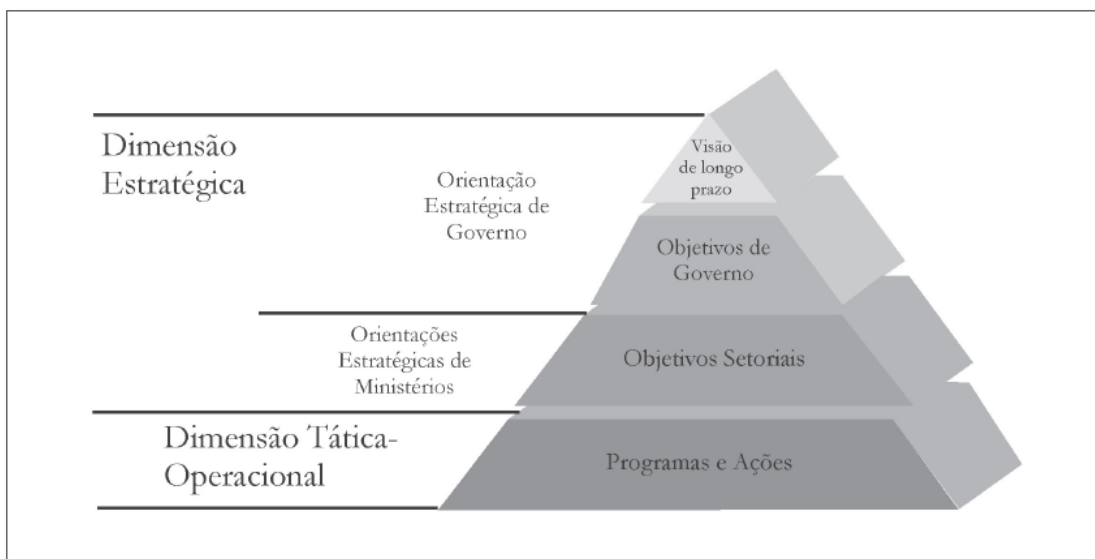 Dimensão
Estratégica
Orientação
Estratégica de
Governo
Visão
de longo
prazo
Objetivos de
Governo
Orientações
Estratégicas de
Ministérios
Objetivos Setoriais
Dimensão Tática-
Operacional
Programas e Ações